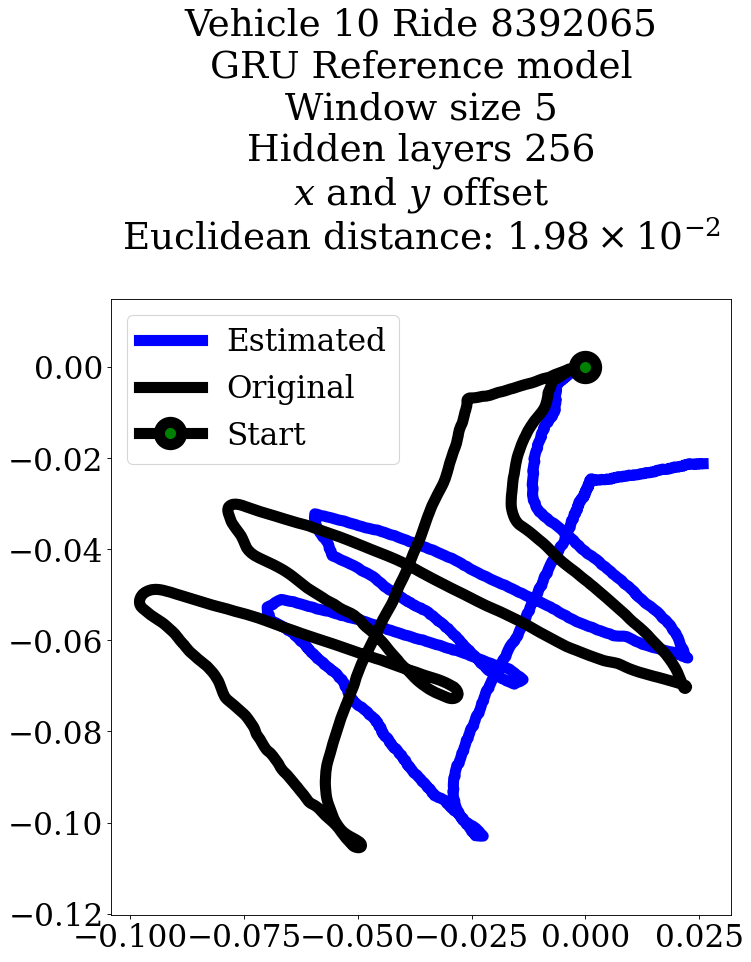 Vehicle 10 Ride 8392065
GRU Reference model
Window size 5
Hidden layers 256
x and y offset
Euclidean distance: 1.98 × 10⁻²
Estimated
Original
Start
0.00
−0.02
−0.04
−0.06
−0.08
−0.10
−0.12
−0.100 −0.075 −0.050 −0.025 0.000 0.025